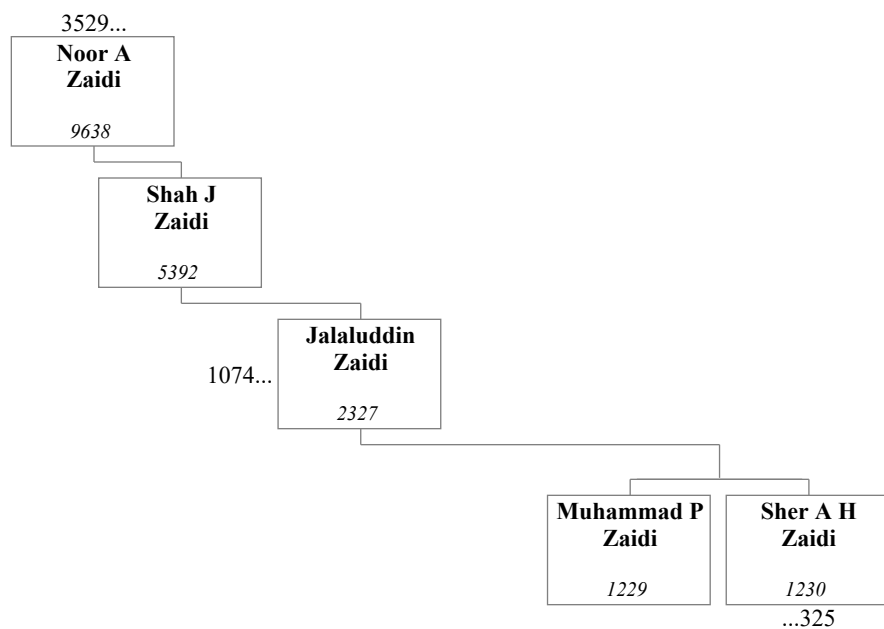 3529...
Noor A
Zaidi
9638
Shah J
Zaidi
5392
Jalaluddin
Zaidi
1074...
2327
Muhammad P
Zaidi
1229
Sher A H
Zaidi
1230
...325